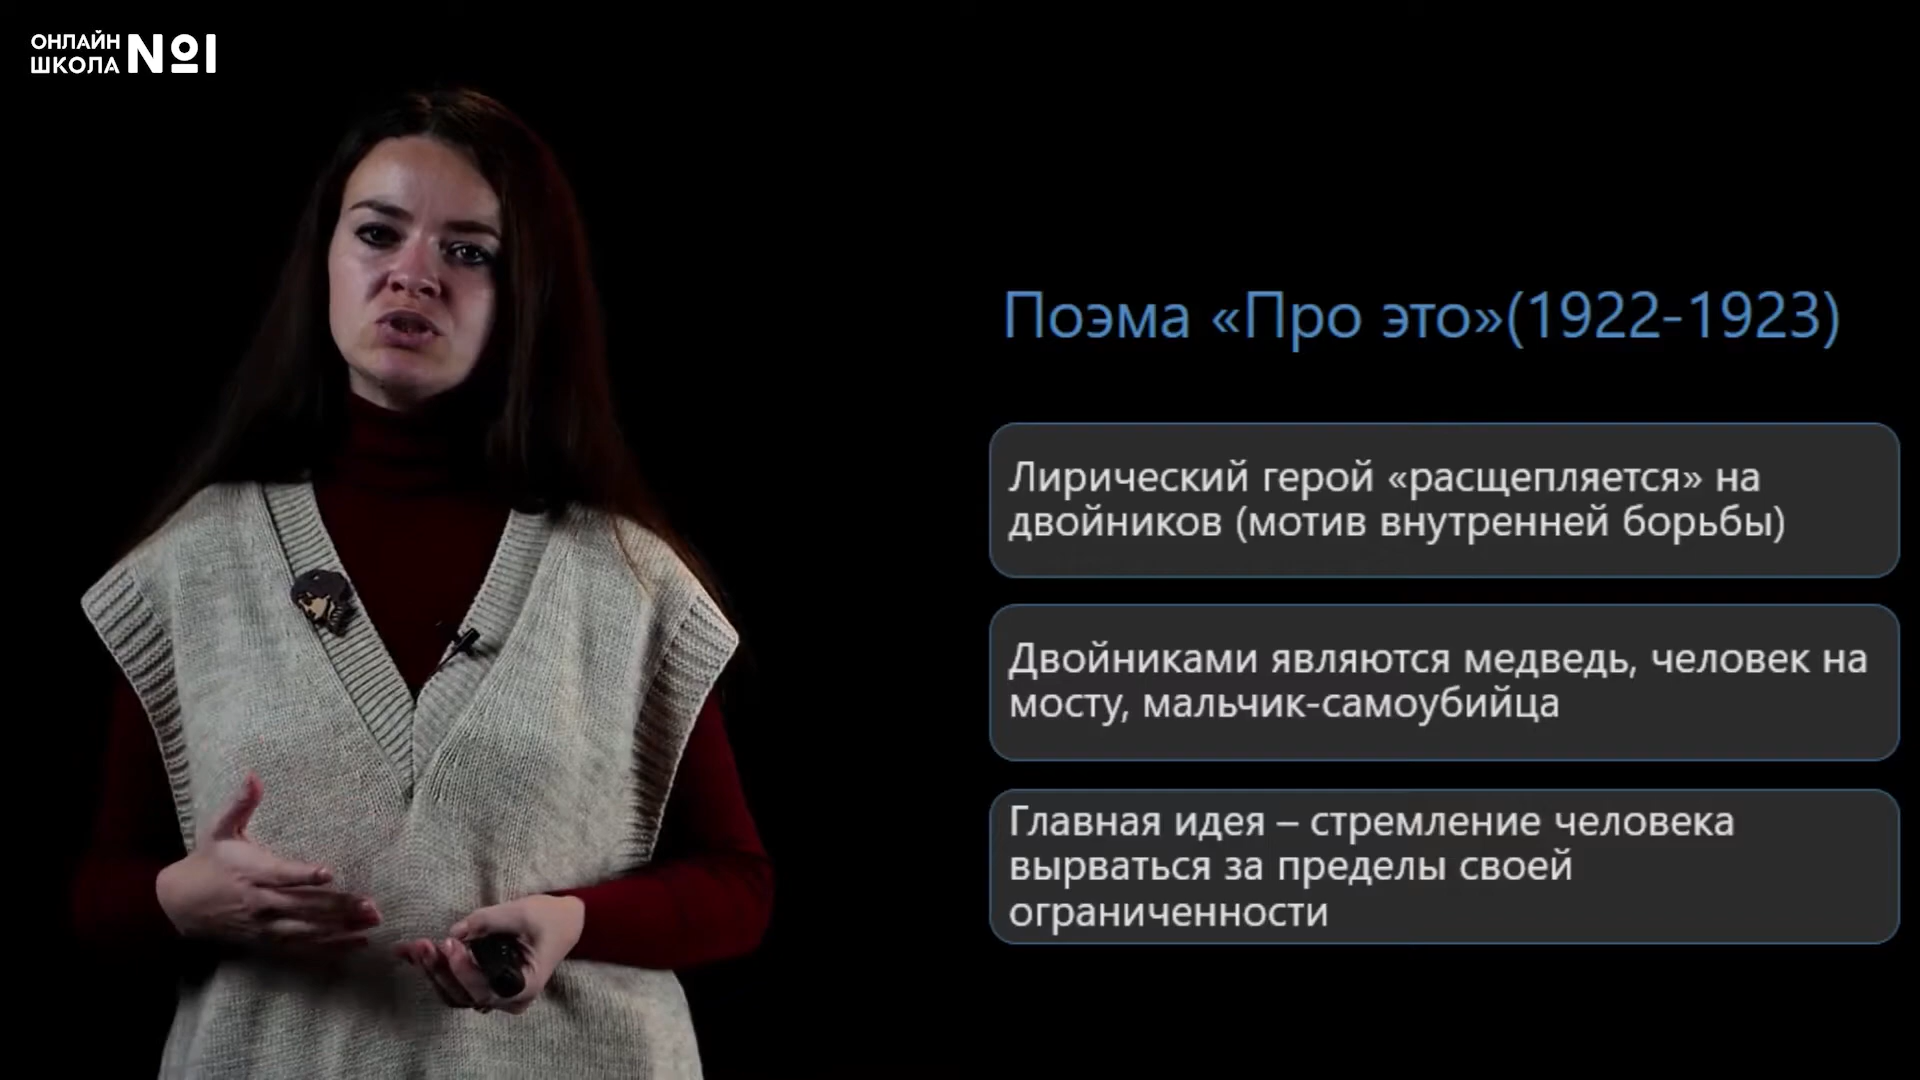 ОНЛАЙН
ШКОЛА №1
Поэма «Про это»(1922-1923)
Лирический герой «расщепляется» на
двойников (мотив внутренней борьбы)
Двойниками являются медведь, человек на
мосту, мальчик-самоубийца
Главная идея – стремление человека
вырваться за пределы своей
ограниченности